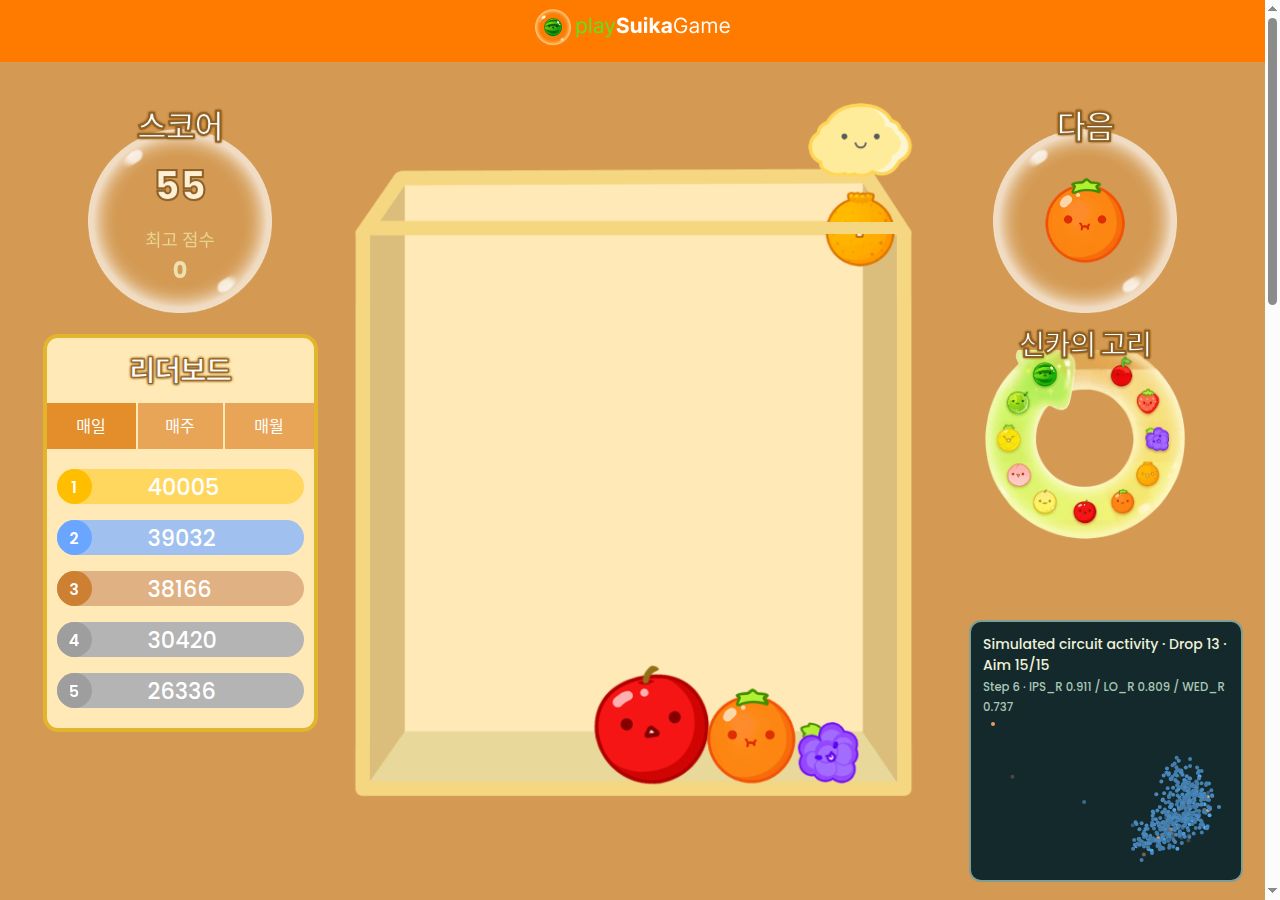 playSuikaGame
스코어
55
최고 점수
0
다음
리더보드
매일 매주 매월
1 40005
2 39032
3 38166
4 30420
5 26336
신카의 고리
Simulated circuit activity · Drop 13 ·
Aim 15/15
Step 6 · IPS_R 0.911 / LO_R 0.809 / WED_R
0.737